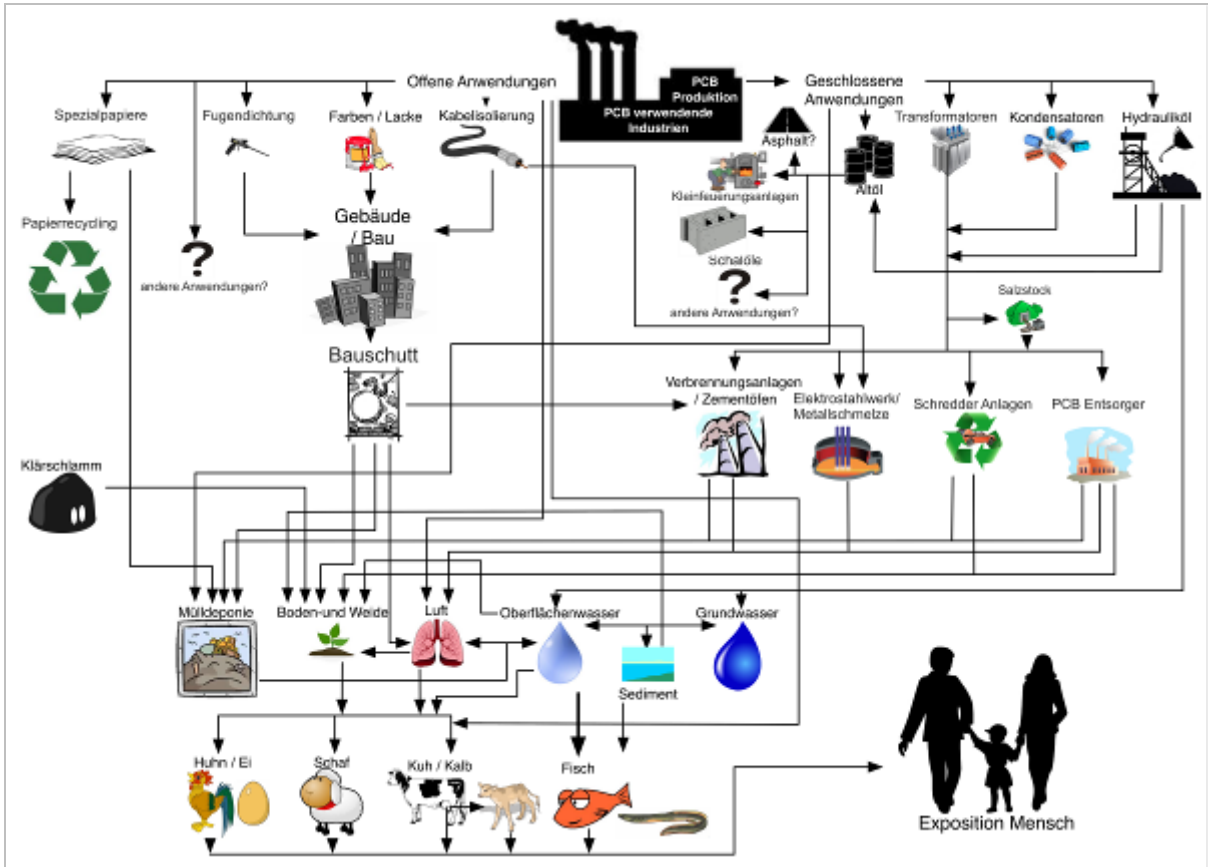 Offene Anwendungen
PCB
Produktion
PCB verwendende
Industrien
Geschlossene
Anwendungen
Spezialpapiere
Fugendichtung
Farben / Lacke
Kabelisolierung
Asphalt?
Transformatoren
Kondensatoren
Hydrauliköl
Kleinfeuerungsanlagen
Altöl
Papierrecycling
Gebäude
/ Bau
Schalöle
andere Anwendungen?
andere Anwendungen?
Salzstock
Bauschutt
Verbrennungsanlagen
/ Zementöfen
Elektrostahlwerk/
Metallschmelze
Schredder Anlagen
PCB Entsorger
Klärschlamm
Mülldeponie
Boden-und Weide
Luft
Oberflächenwasser
Grundwasser
Sediment
Huhn / Ei
Schaf
Kuh / Kalb
Fisch
Exposition Mensch